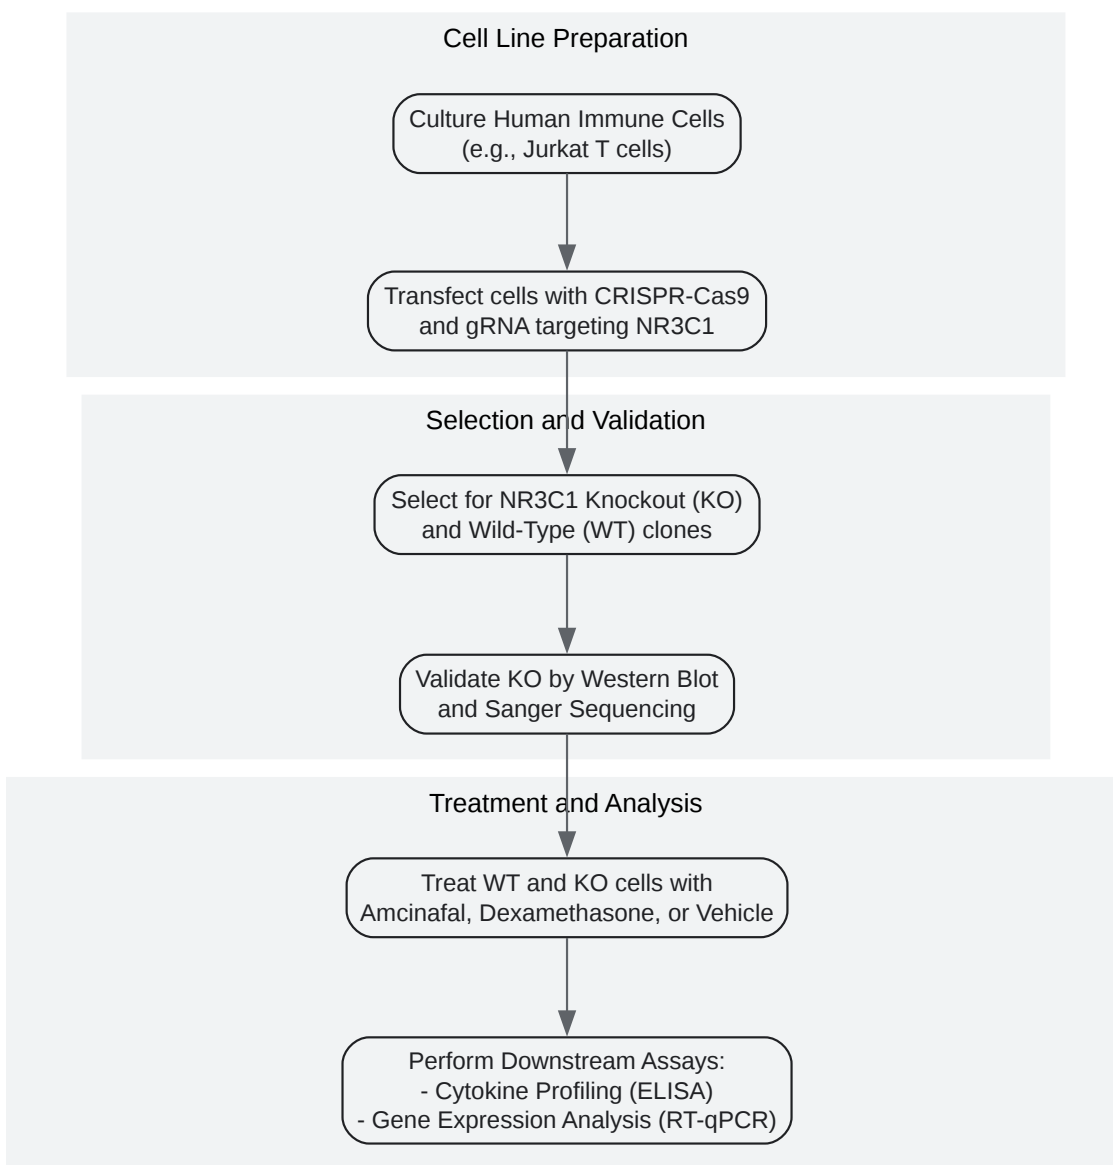 Cell Line Preparation
Culture Human Immune Cells
(e.g., Jurkat T cells)
Transfect cells with CRISPR-Cas9
and gRNA targeting NR3C1
Selection and Validation
Select for NR3C1 Knockout (KO)
and Wild-Type (WT) clones
Validate KO by Western Blot
and Sanger Sequencing
Treatment and Analysis
Treat WT and KO cells with
Amcinafal, Dexamethasone, or Vehicle
Perform Downstream Assays:
- Cytokine Profiling (ELISA)
- Gene Expression Analysis (RT-qPCR)